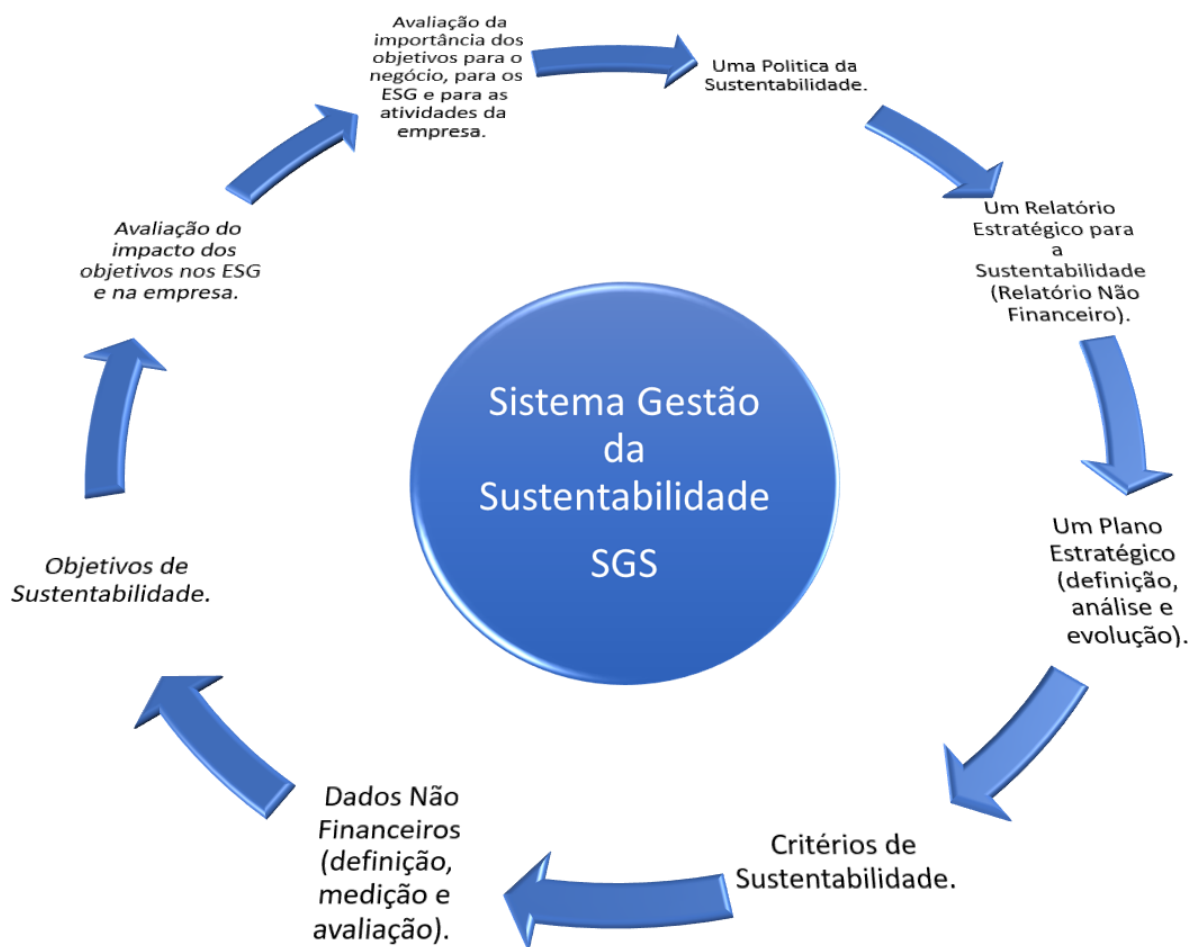 Avaliação da
importância dos
objetivos para o
negócio, para os
ESG e para as
atividades da
empresa.
Uma Politica da
Sustentabilidade.
Um Relatório
Estratégico para
a
Sustentabilidade
(Relatório Não
Financeiro).
Um Plano
Estratégico
(definição,
análise e
evolução).
Critérios de
Sustentabilidade.
Dados Não
Financeiros
(definição,
medição e
avaliação).
Objetivos de
Sustentabilidade.
Avaliação do
impacto dos
objetivos nos ESG
e na empresa.
Sistema Gestão
da
Sustentabilidade
SGS